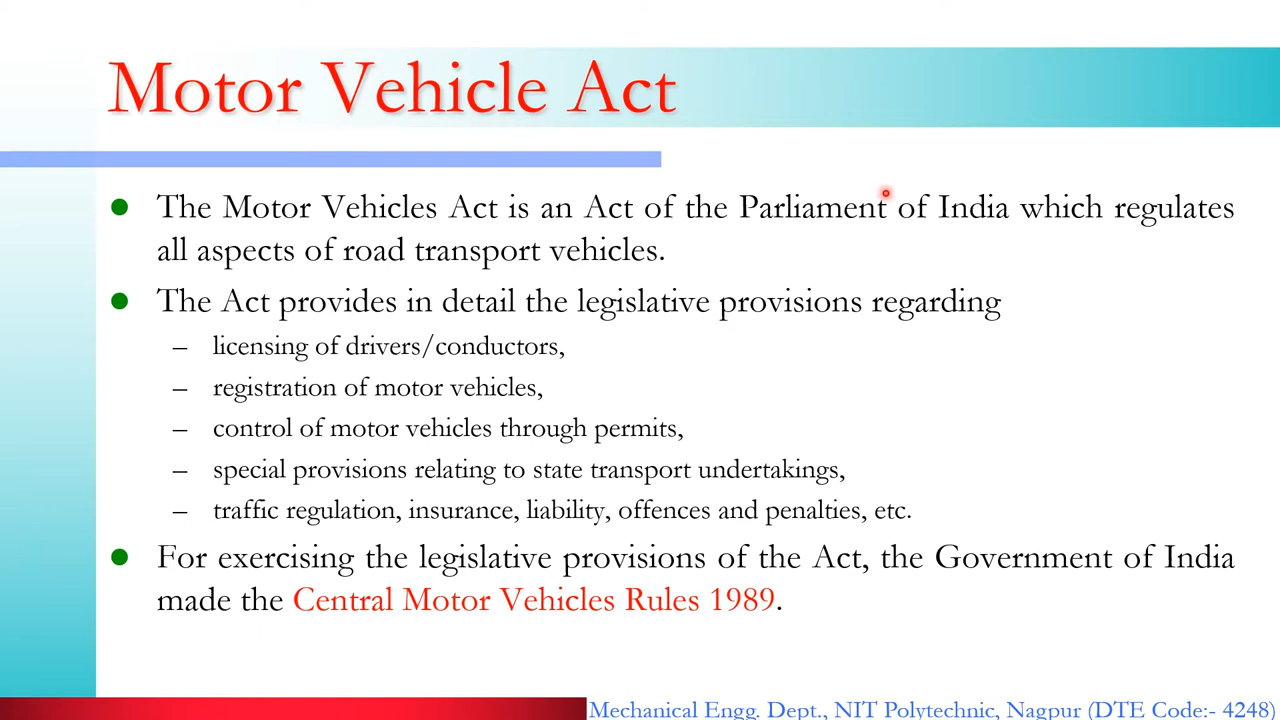 Motor Vehicle Act
The Motor Vehicles Act is an Act of the Parliament of India which regulates
all aspects of road transport vehicles.
The Act provides in detail the legislative provisions regarding
– licensing of drivers/conductors,
– registration of motor vehicles,
– control of motor vehicles through permits,
– special provisions relating to state transport undertakings,
– traffic regulation, insurance, liability, offences and penalties, etc.
For exercising the legislative provisions of the Act, the Government of India
made the Central Motor Vehicles Rules 1989.
Mechanical Engg. Dept., NIT Polytechnic, Nagpur (DTE Code:- 4248)